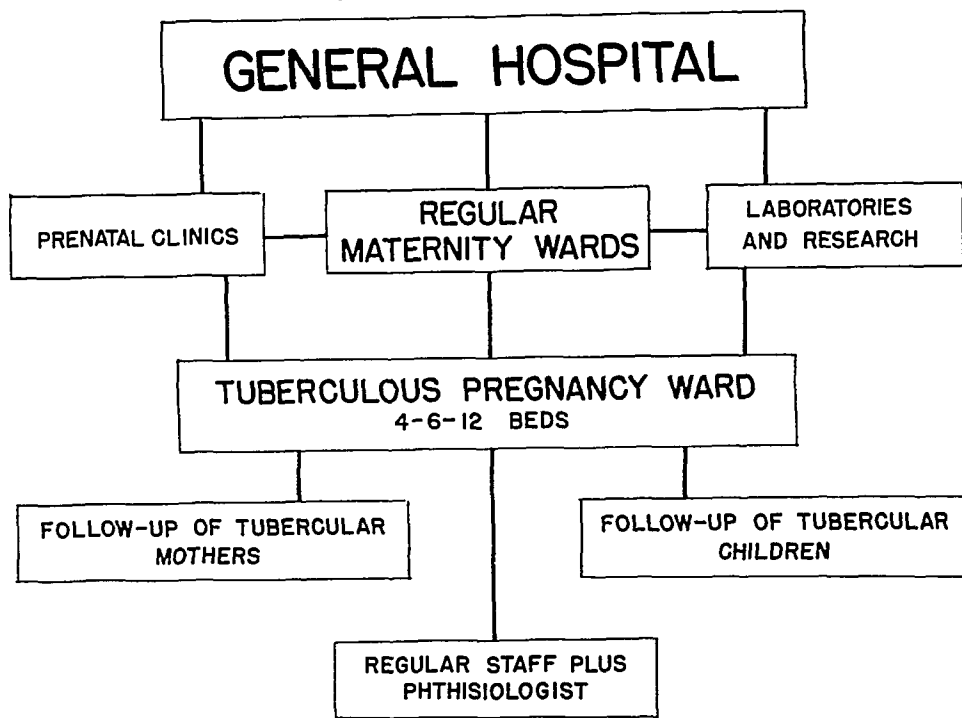 GENERAL HOSPITAL
PRENATAL CLINICS
REGULAR
MATERNITY WARDS
LABORATORIES
AND RESEARCH
TUBERCULOUS PREGNANCY WARD
4-6-12 BEDS
FOLLOW-UP OF TUBERCULAR
MOTHERS
FOLLOW-UP OF TUBERCULAR
CHILDREN
REGULAR STAFF PLUS
PHTHISIOLOGIST